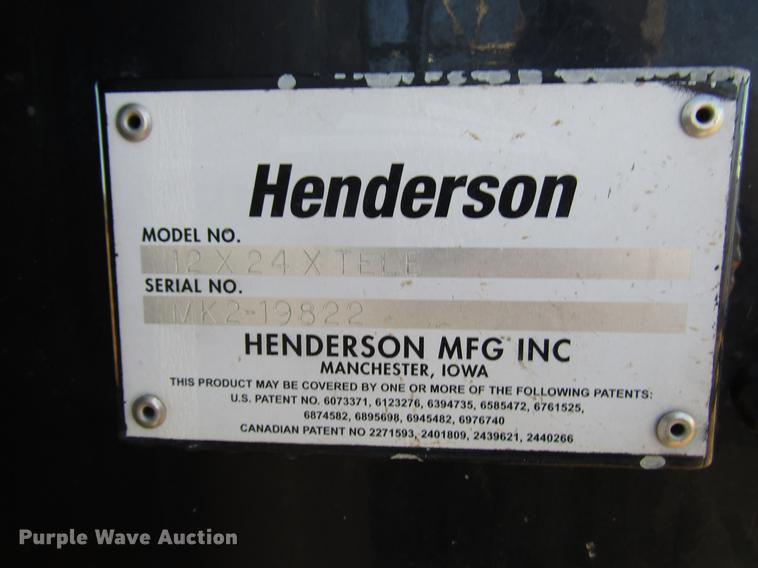 Henderson
MODEL NO.
12 X 24 X TELE
SERIAL NO.
MK2-19822
HENDERSON MFG INC
MANCHESTER, IOWA
THIS PRODUCT MAY BE COVERED BY ONE OR MORE OF THE FOLLOWING PATENTS:
U.S. PATENT NO. 6073371, 6123276, 6394735, 6585472, 6761525,
6874582, 6895698, 6945482, 6976740
CANADIAN PATENT NO 2271593, 2401809, 2439621, 2440266
Purple Wave Auction